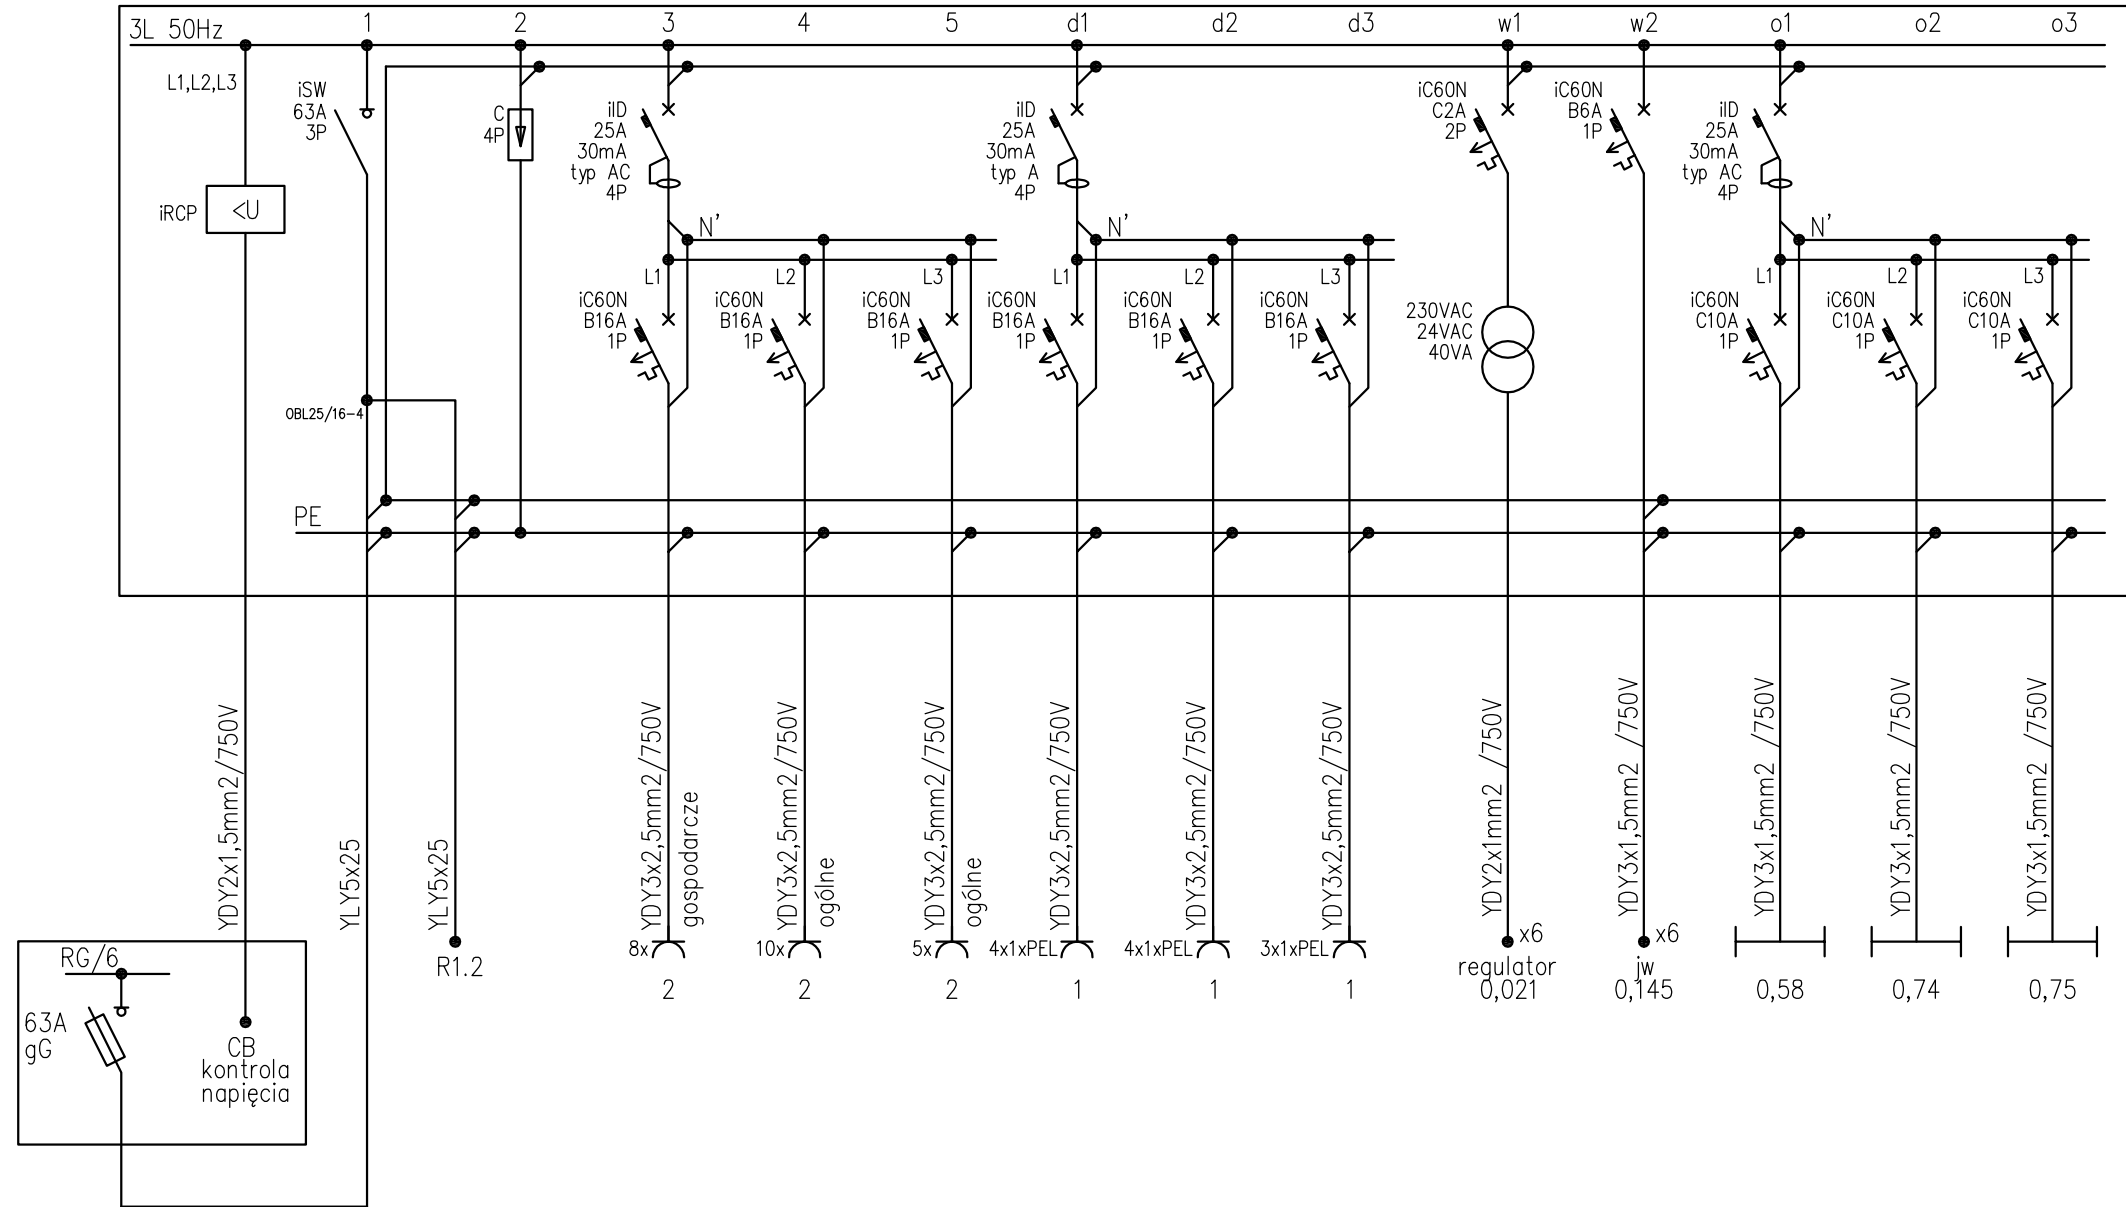 3L 50Hz
1
2
3
4
5
d1
d2
d3
w1
w2
o1
o2
o3
L1,L2,L3
iRCP
<U
iSW
63A
3P
C
4P
iID
25A
30mA
typ AC
4P
iID
25A
30mA
typ A
4P
iC60N
C2A
2P
iC60N
B6A
1P
iID
25A
30mA
typ AC
4P
N'
N'
N'
L1
L2
L3
L1
L2
L3
L1
L2
L3
iC60N
B16A
1P
iC60N
B16A
1P
iC60N
B16A
1P
iC60N
B16A
1P
iC60N
B16A
1P
iC60N
B16A
1P
230VAC
24VAC
40VA
iC60N
C10A
1P
iC60N
C10A
1P
iC60N
C10A
1P
OBL25/16-4
PE
YDY2x1,5mm2/750V
YLY5x25
YLY5x25
YDY3x2,5mm2/750V
gospodarcze
YDY3x2,5mm2/750V
ogólne
YDY3x2,5mm2/750V
ogólne
YDY3x2,5mm2/750V
YDY3x2,5mm2/750V
YDY3x2,5mm2/750V
YDY2x1mm2 /750V
YDY3x1,5mm2 /750V
YDY3x1,5mm2 /750V
YDY3x1,5mm2 /750V
YDY3x1,5mm2 /750V
RG/6
63A
gG
CB
kontrola
napięcia
R1.2
8x
2
10x
2
5x
2
4x1xPEL
1
4x1xPEL
1
3x1xPEL
1
x6
regulator
0,021
x6
jw
0,145
0,58
0,74
0,75